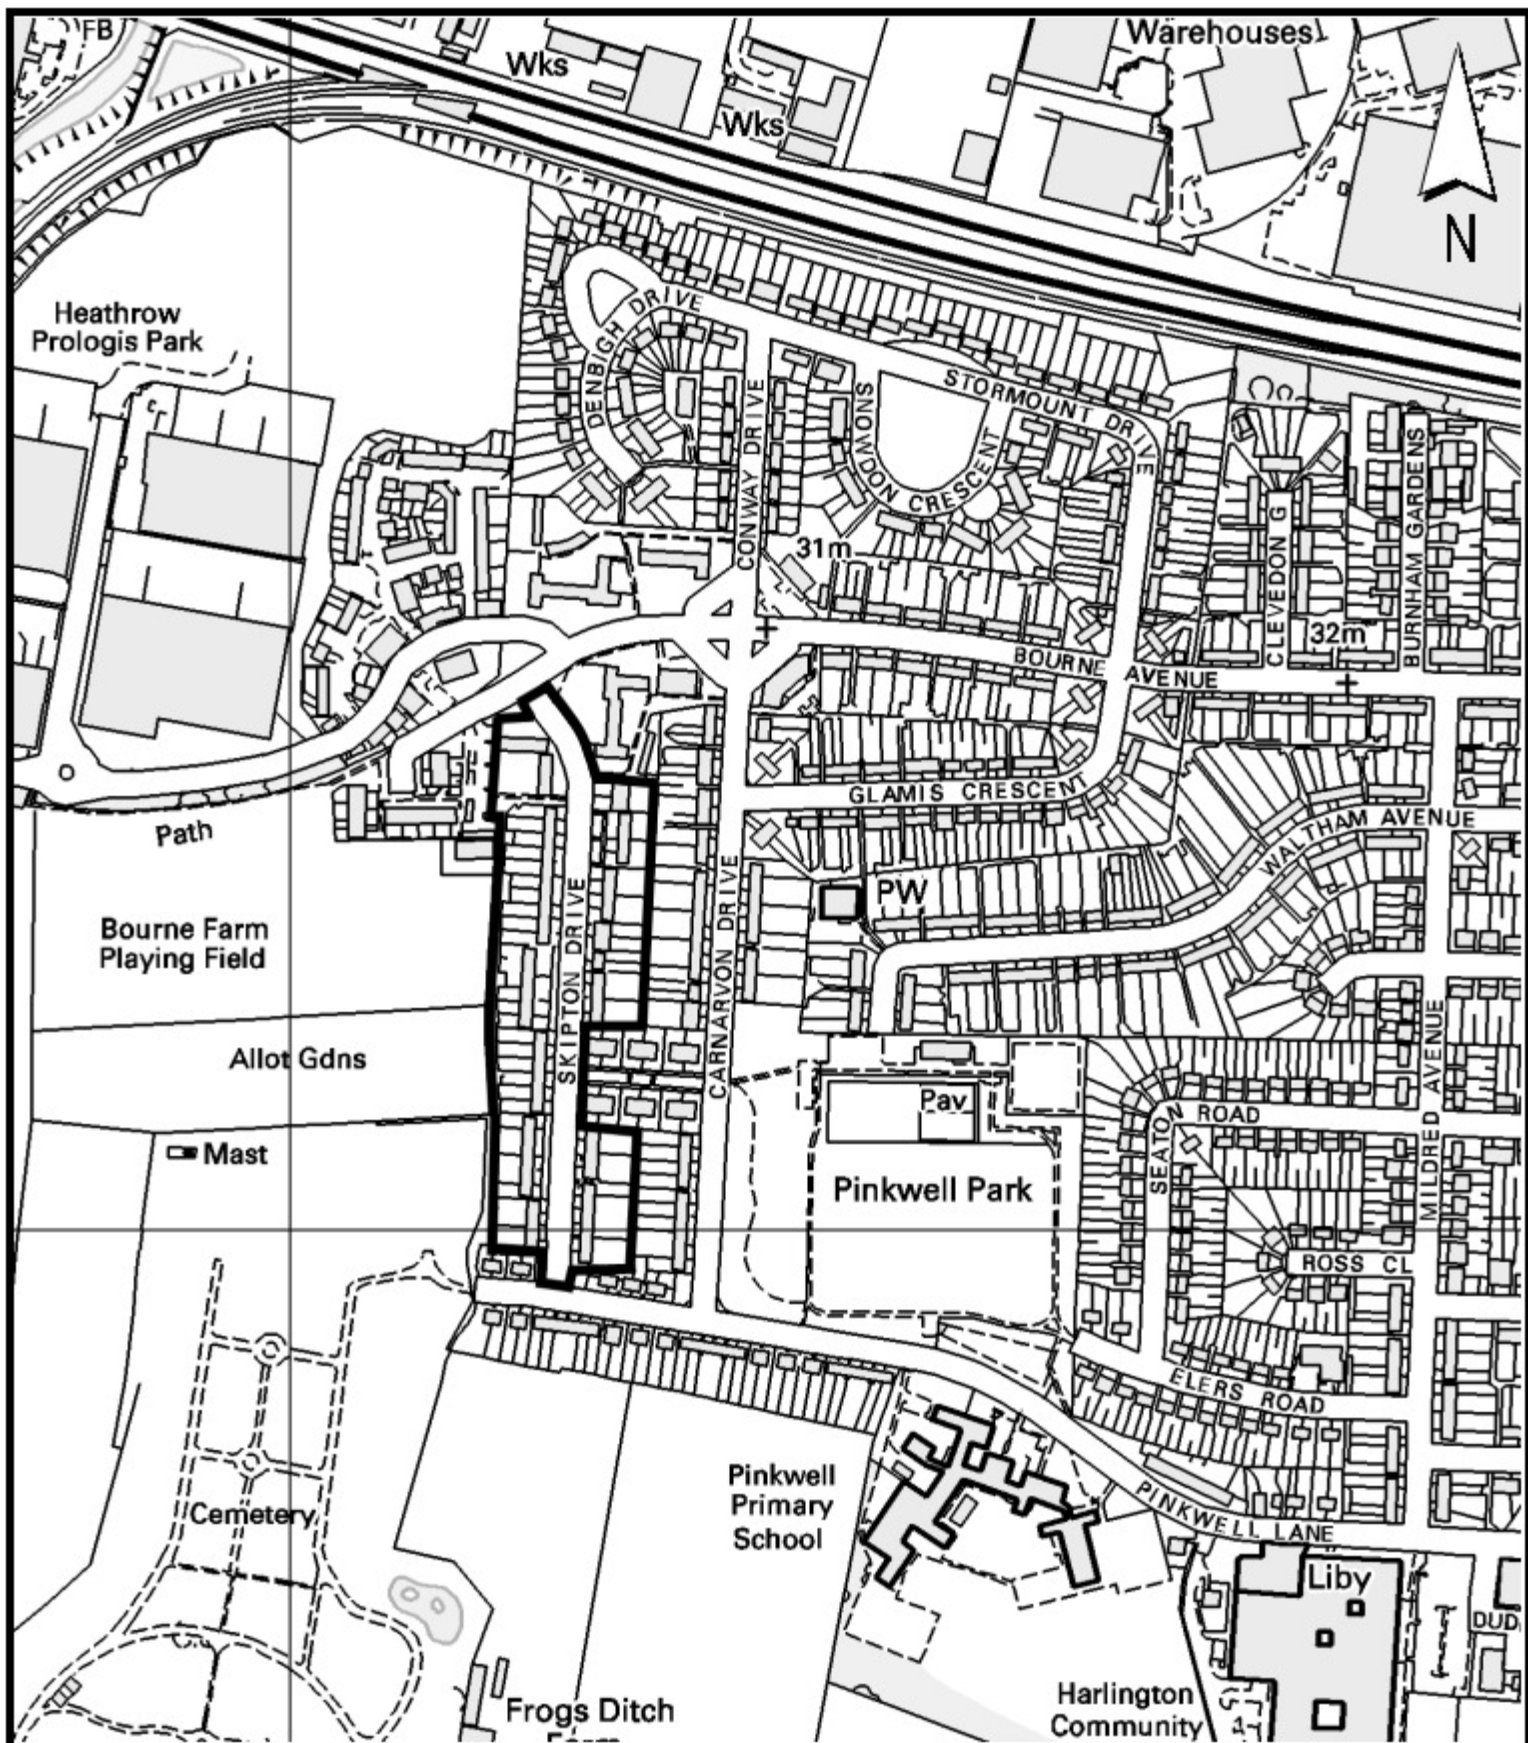 FB
Warehouses
Wks
Wks
N
Heathrow
Prologis Park
DENBIGH DRIVE
STORMOUNT DRIVE
CONWAY DRIVE
CLEVEDON G
BURNHAM GARDENS
31m
32m
BOURNE AVENUE
GLAMIS CRESCENT
WALTHAM AVENUE
Path
PW
SKIPTON DRIVE
CARNARVON DRIVE
Bourne Farm
Playing Field
Allot Gdns
MILDRED AVENUE
Pav
SEATON ROAD
Mast
Pinkwell Park
ROSS CL
ELERS ROAD
Pinkwell
Primary
School
PINKWELL LANE
Cemetery
Liby
DUD
Harlington
Community
Frogs Ditch
Farm